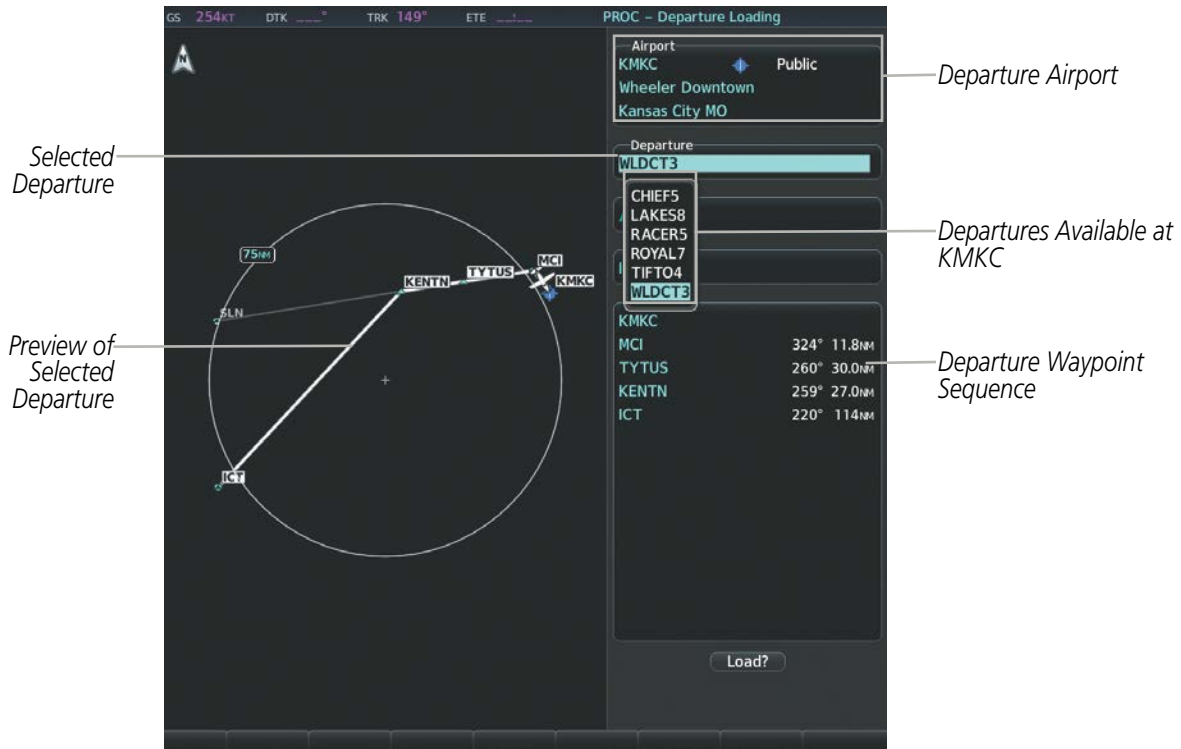 GS 254KT DTK ___° TRK 149° ETE __:__ PROC – Departure Loading
N
Airport
KMKC Public
Wheeler Downtown
Kansas City MO
Departure Airport
Selected
Departure
Departure
WLDCT3
CHIEF5
LAKES8
RACER5
ROYAL7
TIFTO4
WLDCT3
Departures Available at
KMKC
75NM
MCI
TYTUS
KENTN
KMKC
SLN
ICT
Preview of
Selected
Departure
KMKC
MCI 324° 11.8NM
TYTUS 260° 30.0NM
KENTN 259° 27.0NM
ICT 220° 114NM
Departure Waypoint
Sequence
Load?